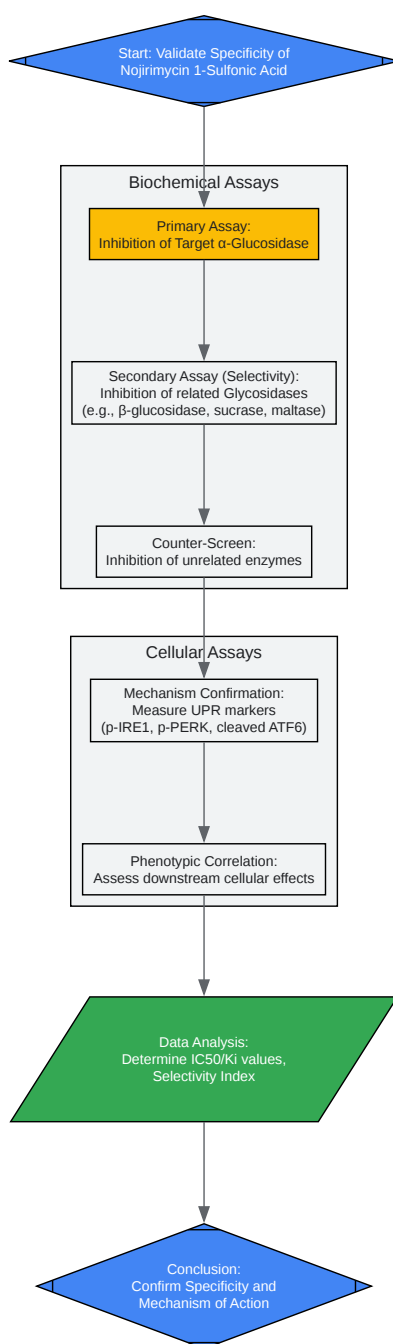 Start: Validate Specificity of
Nojirimycin 1-Sulfonic Acid
Biochemical Assays
Primary Assay:
Inhibition of Target α-Glucosidase
Secondary Assay (Selectivity):
Inhibition of related Glycosidases
(e.g., β-glucosidase, sucrase, maltase)
Counter-Screen:
Inhibition of unrelated enzymes
Cellular Assays
Mechanism Confirmation:
Measure UPR markers
(p-IRE1, p-PERK, cleaved ATF6)
Phenotypic Correlation:
Assess downstream cellular effects
Data Analysis:
Determine IC50/Ki values,
Selectivity Index
Conclusion:
Confirm Specificity and
Mechanism of Action